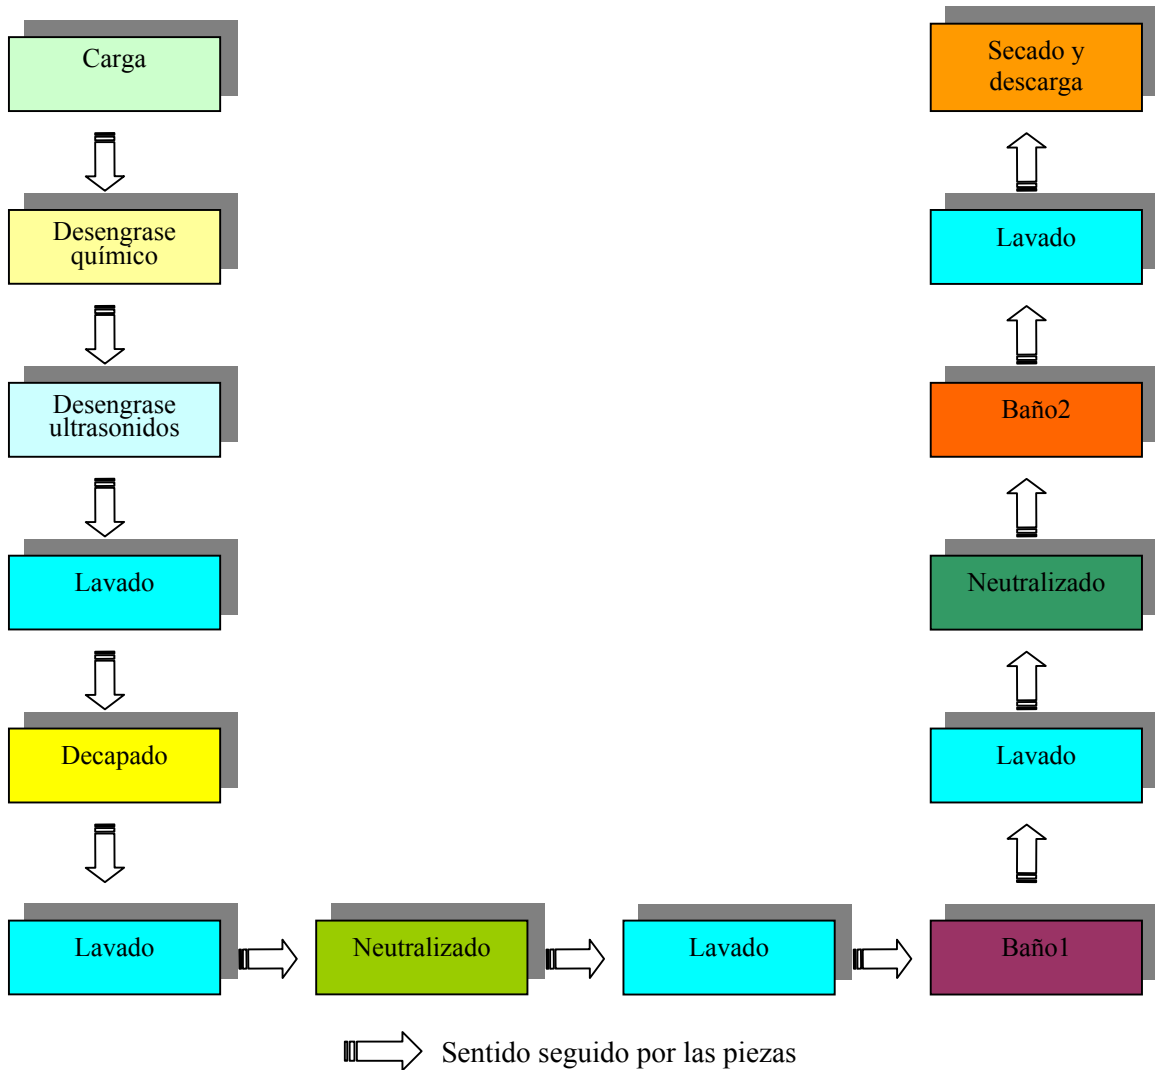 Carga
Desengrase
químico
Desengrase
ultrasonidos
Lavado
Decapado
Lavado
Neutralizado
Lavado
Baño1
Lavado
Neutralizado
Baño2
Lavado
Secado y
descarga
Sentido seguido por las piezas